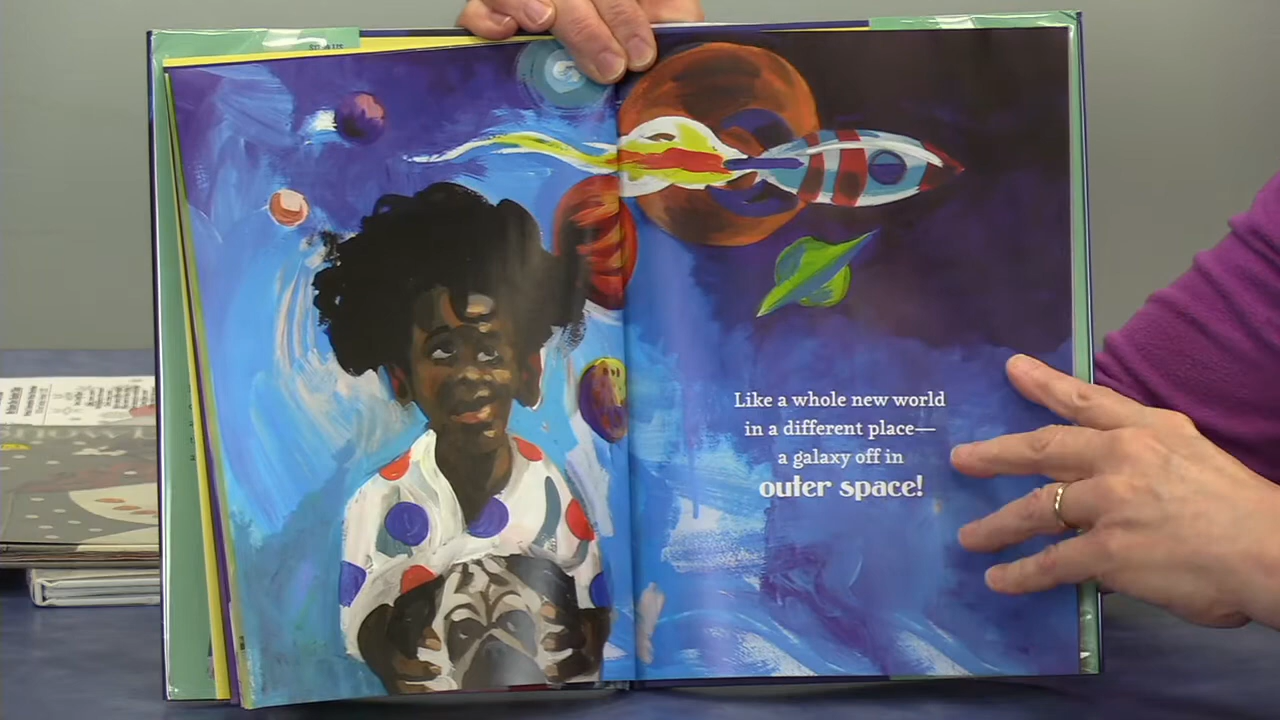 Like a whole new world
in a different place—
a galaxy off in
outer space!